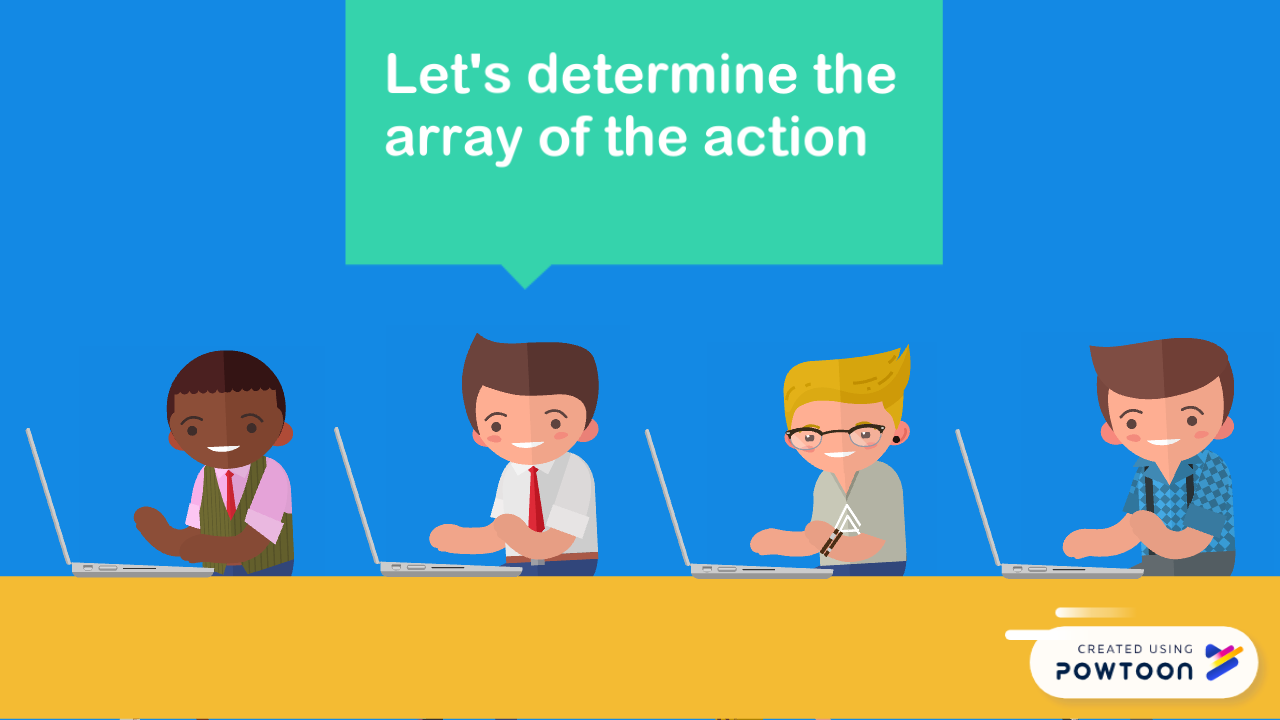 Let's determine the
array of the action
CREATED USING
POWTOON